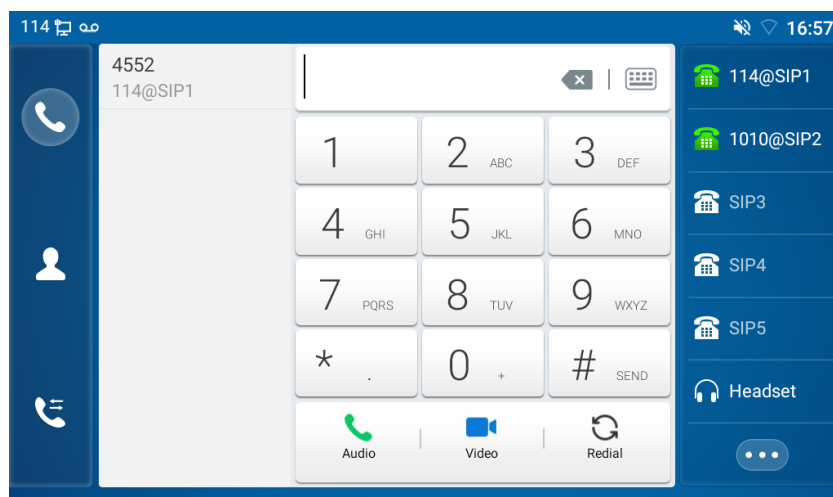 114
16:57
4552
114@SIP1
1
2 ABC
3 DEF
4 GHI
5 JKL
6 MNO
7 PQRS
8 TUV
9 WXYZ
* .
0 +
# SEND
Audio
Video
Redial
114@SIP1
1010@SIP2
SIP3
SIP4
SIP5
Headset